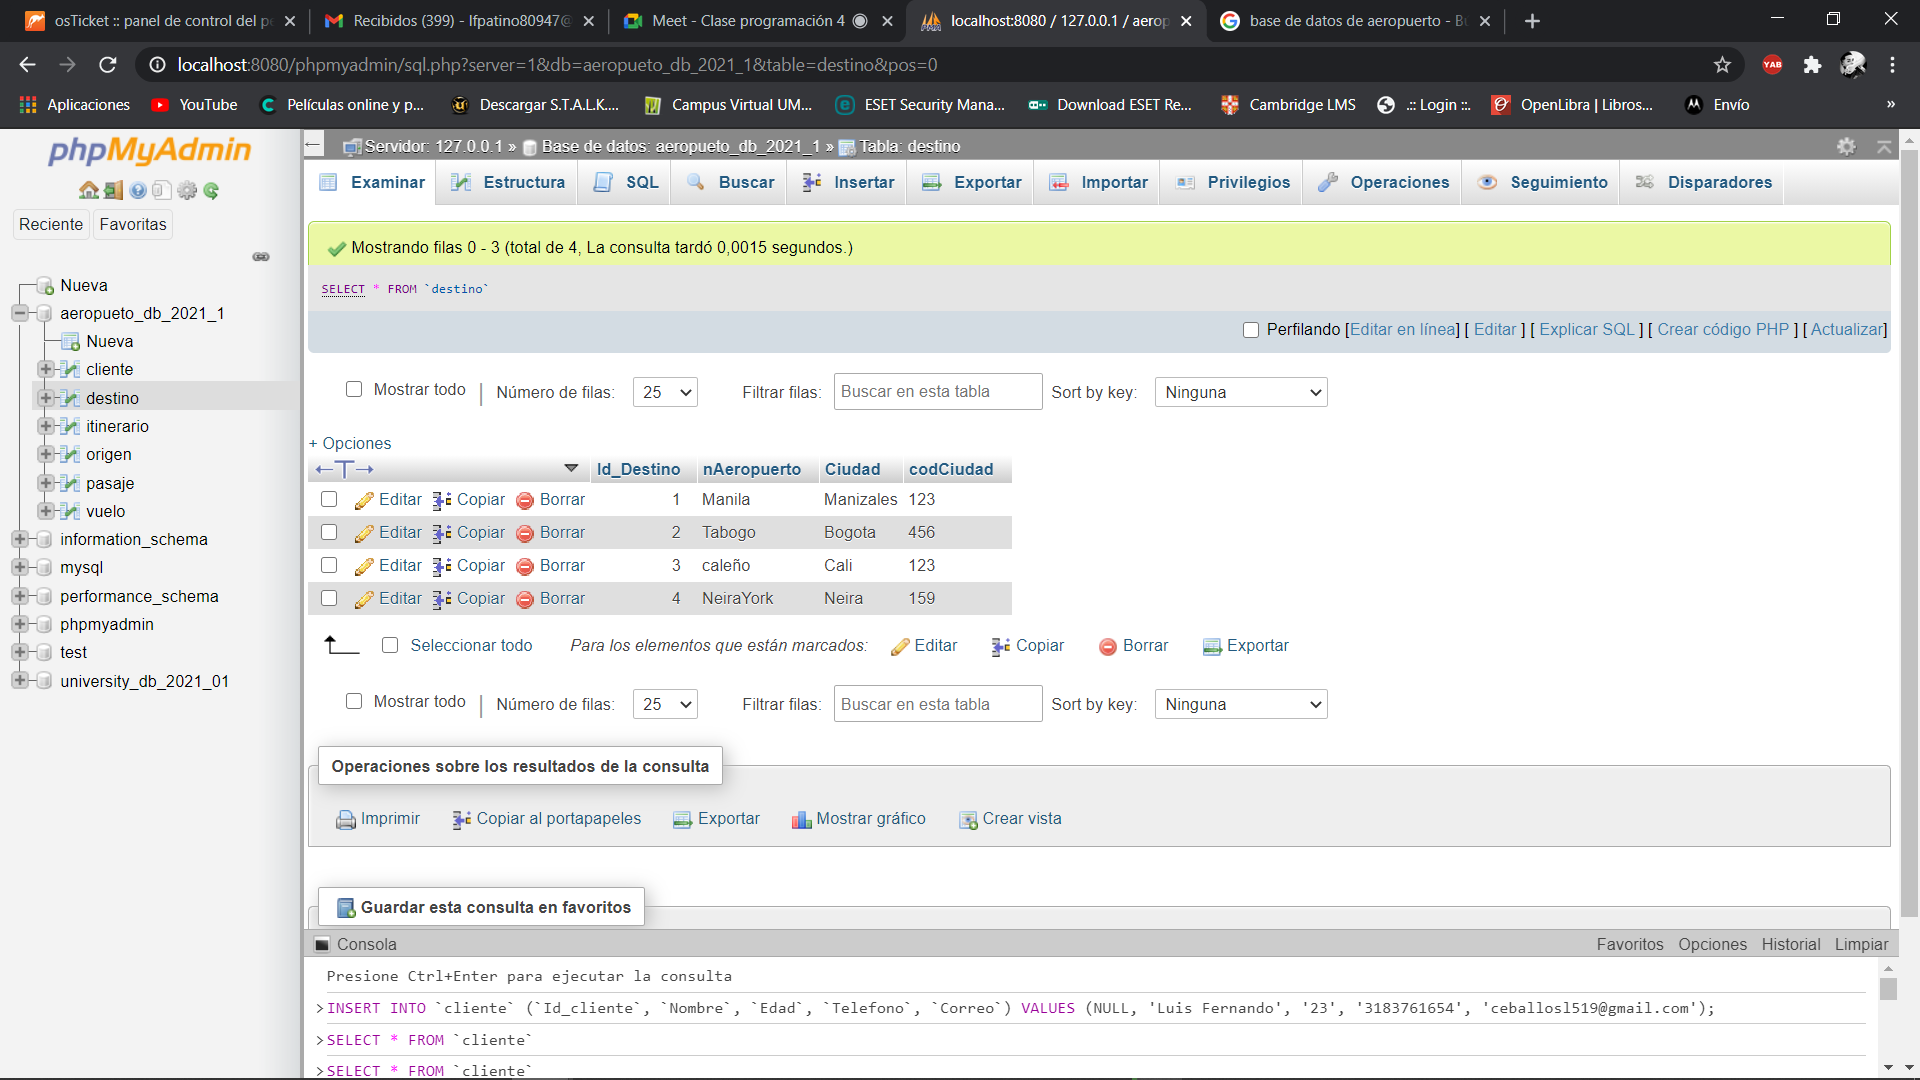 osTicket :: panel de control del pe
Recibidos (399) - lfpatino80947@
Meet - Clase programación 4
localhost:8080 / 127.0.0.1 / aerop
base de datos de aeropuerto - Bu
localhost:8080/phpmyadmin/sql.php?server=1&db=aeropueto_db_2021_1&table=destino&pos=0
YAB
Aplicaciones
YouTube
Películas online y p...
Descargar S.T.A.L.K....
Campus Virtual UM...
ESET Security Mana...
Download ESET Re...
Cambridge LMS
.:: Login ::.
OpenLibra | Libros...
Envío
»
phpMyAdmin
Reciente
Favoritas
Nueva
aeropueto_db_2021_1
Nueva
cliente
destino
itinerario
origen
pasaje
vuelo
information_schema
mysql
performance_schema
phpmyadmin
test
university_db_2021_01
Servidor: 127.0.0.1 » Base de datos: aeropueto_db_2021_1 » Tabla: destino
Examinar
Estructura
SQL
Buscar
Insertar
Exportar
Importar
Privilegios
Operaciones
Seguimiento
Disparadores
Mostrando filas 0 - 3 (total de 4, La consulta tardó 0,0015 segundos.)
SELECT * FROM `destino`
Perfilando [Editar en línea] [ Editar ] [ Explicar SQL ] [ Crear código PHP ] [ Actualizar]
Mostrar todo | Número de filas: 25 Filtrar filas: Buscar en esta tabla Sort by key: Ninguna
+ Opciones
←T→ Id_Destino nAeropuerto Ciudad codCiudad
Editar Copiar Borrar 1 Manila Manizales 123
Editar Copiar Borrar 2 Tabogo Bogota 456
Editar Copiar Borrar 3 caleño Cali 123
Editar Copiar Borrar 4 NeiraYork Neira 159
Seleccionar todo Para los elementos que están marcados: Editar Copiar Borrar Exportar
Mostrar todo | Número de filas: 25 Filtrar filas: Buscar en esta tabla Sort by key: Ninguna
Operaciones sobre los resultados de la consulta
Imprimir Copiar al portapapeles Exportar Mostrar gráfico Crear vista
Guardar esta consulta en favoritos
Consola Favoritos Opciones Historial Limpiar
Presione Ctrl+Enter para ejecutar la consulta
>INSERT INTO `cliente` (`Id_cliente`, `Nombre`, `Edad`, `Telefono`, `Correo`) VALUES (NULL, 'Luis Fernando', '23', '3183761654', 'ceballosl519@gmail.com');
>SELECT * FROM `cliente`
>SELECT * FROM `cliente`